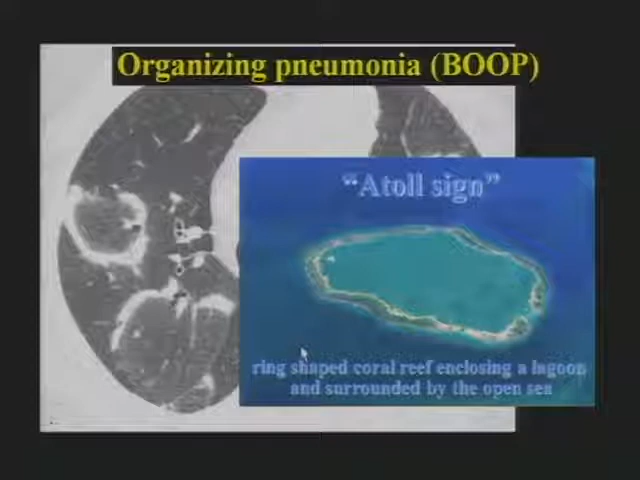 Organizing pneumonia (BOOP)
“Atoll sign”
ring shaped coral reef enclosing a lagoon
and surrounded by the open sea